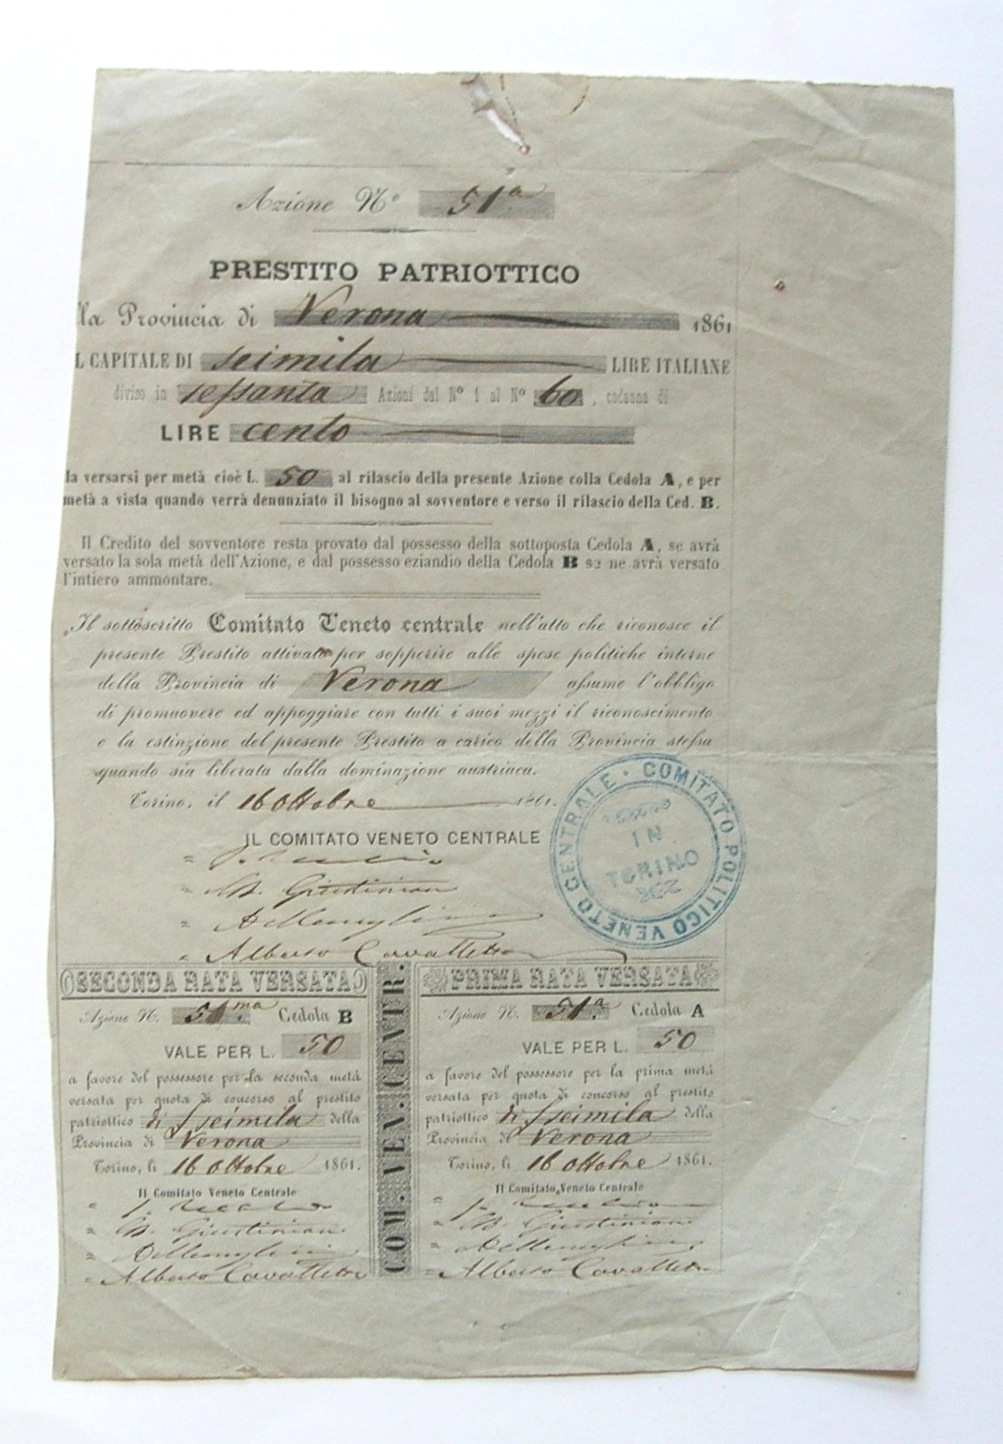 Azione N.o 51a
PRESTITO PATRIOTTICO
lla Provincia di Verona 1861
L CAPITALE DI seimila LIRE ITALIANE
diviso in sessanta Azioni dal No 1 al No 60, cadauna di
LIRE cento
da versarsi per metà cioè L. 50 al rilascio della presente Azione colla Cedola A, e per
metà a vista quando verrà denunziato il bisogno al sovventore e verso il rilascio della Ced. B.
Il Credito del sovventore resta provato dal possesso della sottoposta Cedola A, se avrà
versato la sola metà dell'Azione, e dal possesso eziandio della Cedola B se ne avrà versato
l'intiero ammontare.
Il sottoscritto Comitato Veneto centrale nell'atto che riconosce il
presente Prestito attivato per sopperire alle spese politiche interne
della Provincia di Verona assume l'obbligo
di promuovere ed appoggiare con tutti i suoi mezzi il riconoscimento
e la estinzione del presente Prestito a carico della Provincia stessa
quando sia liberata dalla dominazione austriaca.
Torino, il 16 Ottobre 1861.
IL COMITATO VENETO CENTRALE
" B. Giustinian
" Alberto Cavalletto
COMITATO POLITICO VENETO CENTRALE
IN
TORINO
SECONDA RATA VERSATA
Azione N. 51ma Cedola B
VALE PER L. 50
a favore del possessore per la seconda metà
versata per quota di concorso al prestito
patriottico di seimila della
Provincia di Verona
Torino, li 16 Ottobre 1861.
Il Comitato Veneto Centrale
" B. Giustinian
" Alberto Cavalletto
COM. VEN. CENTR.
PRIMA RATA VERSATA
Azione N. 51a Cedola A
VALE PER L. 50
a favore del possessore per la prima metà
versata per quota di concorso al prestito
patriottico di seimila della
Provincia di Verona
Torino, li 16 Ottobre 1861.
Il Comitato Veneto Centrale
" B. Giustinian
" Alberto Cavalletto